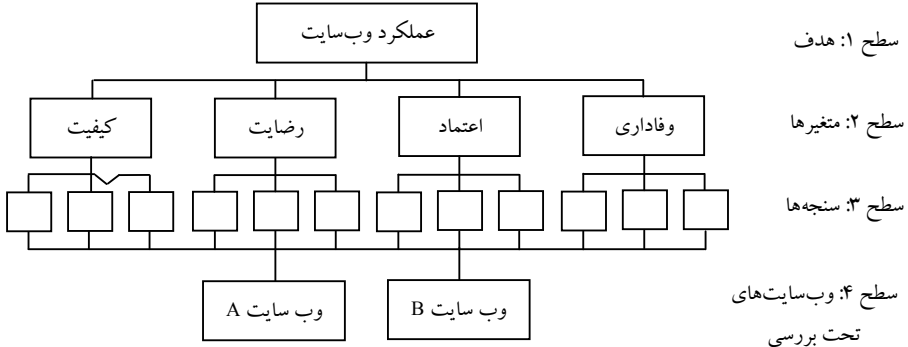 عملکرد وب‌سایت
سطح ۱: هدف
سطح ۲: متغیرها
وفاداری
اعتماد
رضایت
کیفیت
سطح ۳: سنجه‌ها
سطح ۴: وب‌سایت‌های
تحت بررسی
وب سایت B
وب سایت A